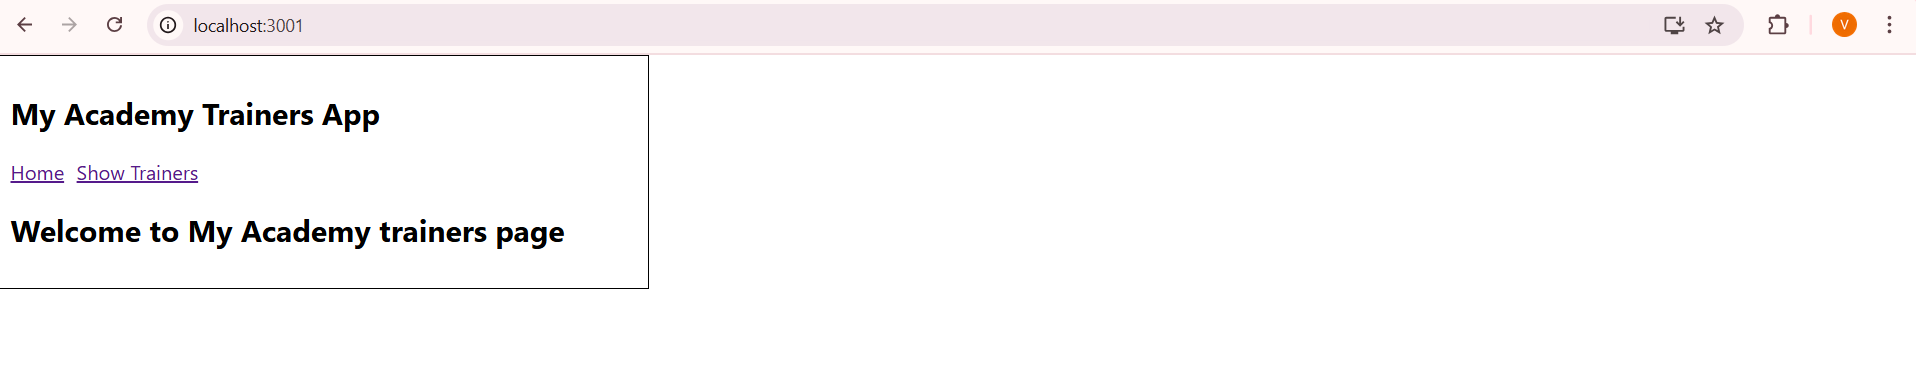 localhost:3001
V
My Academy Trainers App
Home Show Trainers
Welcome to My Academy trainers page